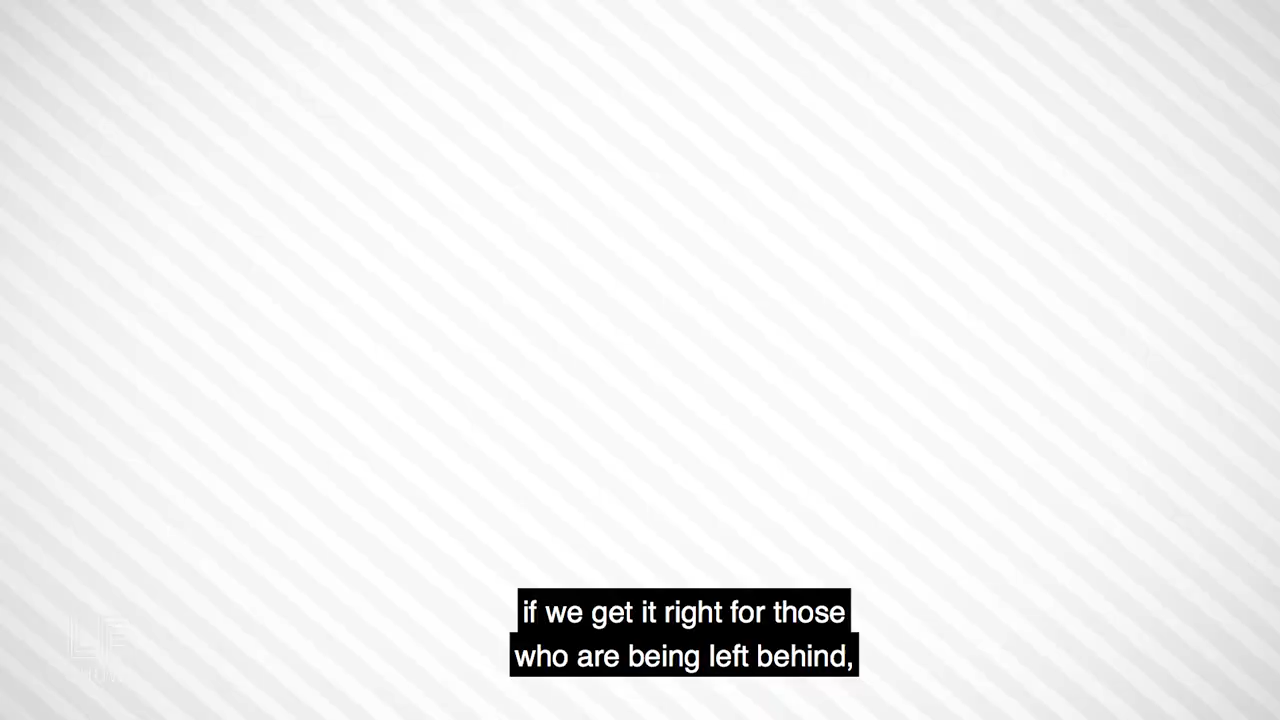 if we get it right for those
who are being left behind,